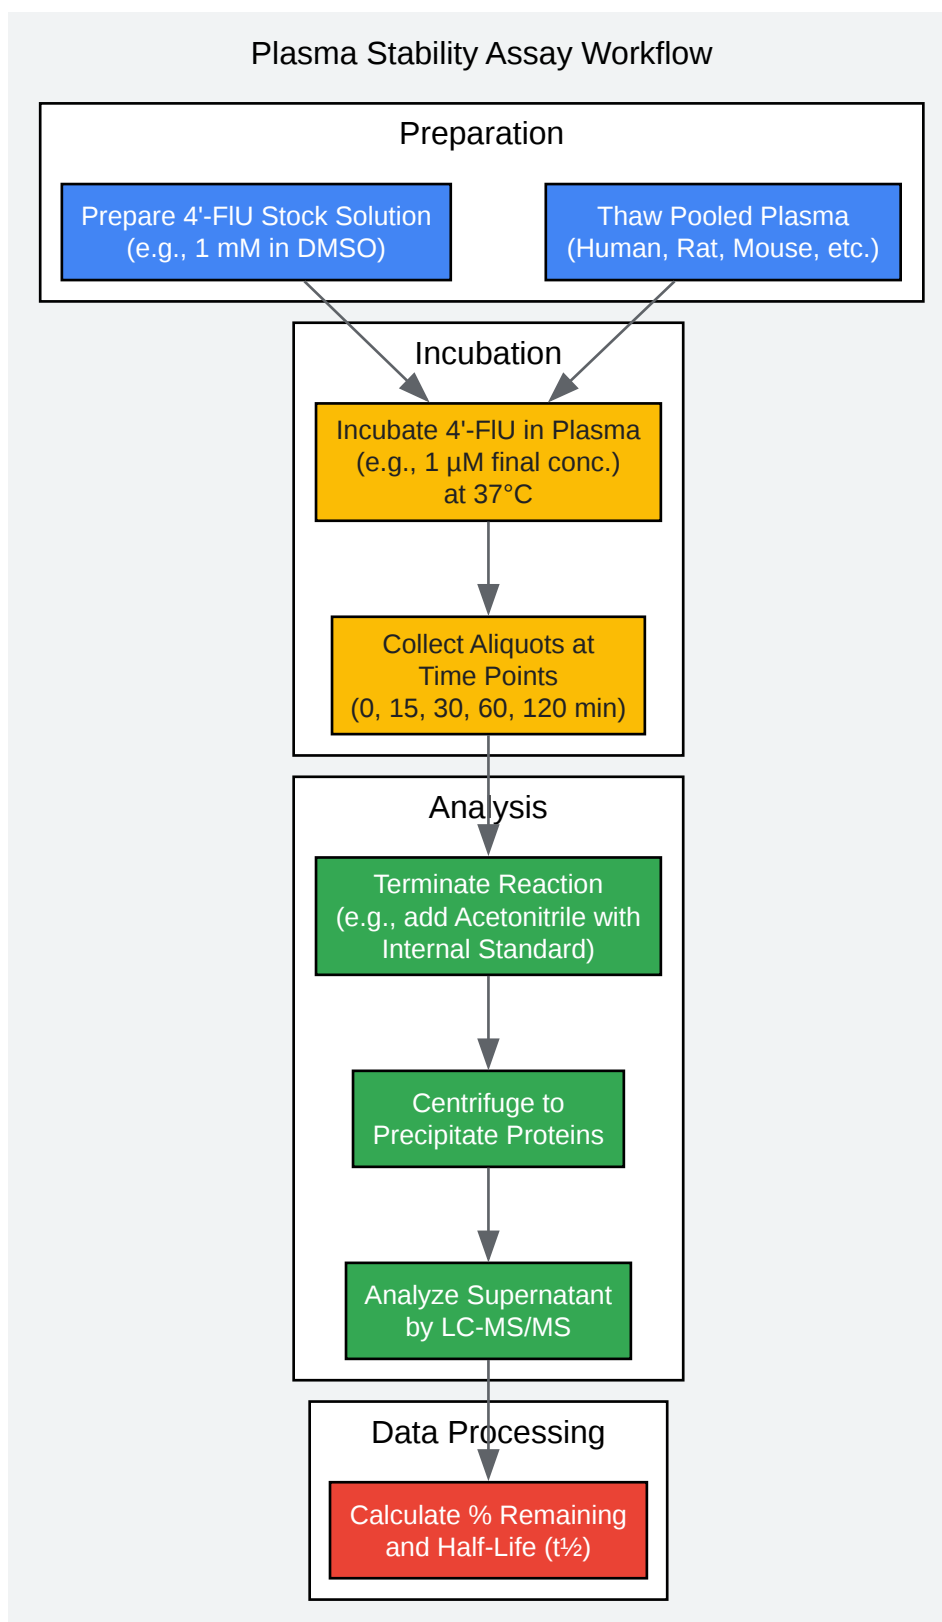 Plasma Stability Assay Workflow
Preparation
Prepare 4'-FlU Stock Solution
(e.g., 1 mM in DMSO)
Thaw Pooled Plasma
(Human, Rat, Mouse, etc.)
Incubation
Incubate 4'-FlU in Plasma
(e.g., 1 µM final conc.)
at 37°C
Collect Aliquots at
Time Points
(0, 15, 30, 60, 120 min)
Analysis
Terminate Reaction
(e.g., add Acetonitrile with
Internal Standard)
Centrifuge to
Precipitate Proteins
Analyze Supernatant
by LC-MS/MS
Data Processing
Calculate % Remaining
and Half-Life (t½)